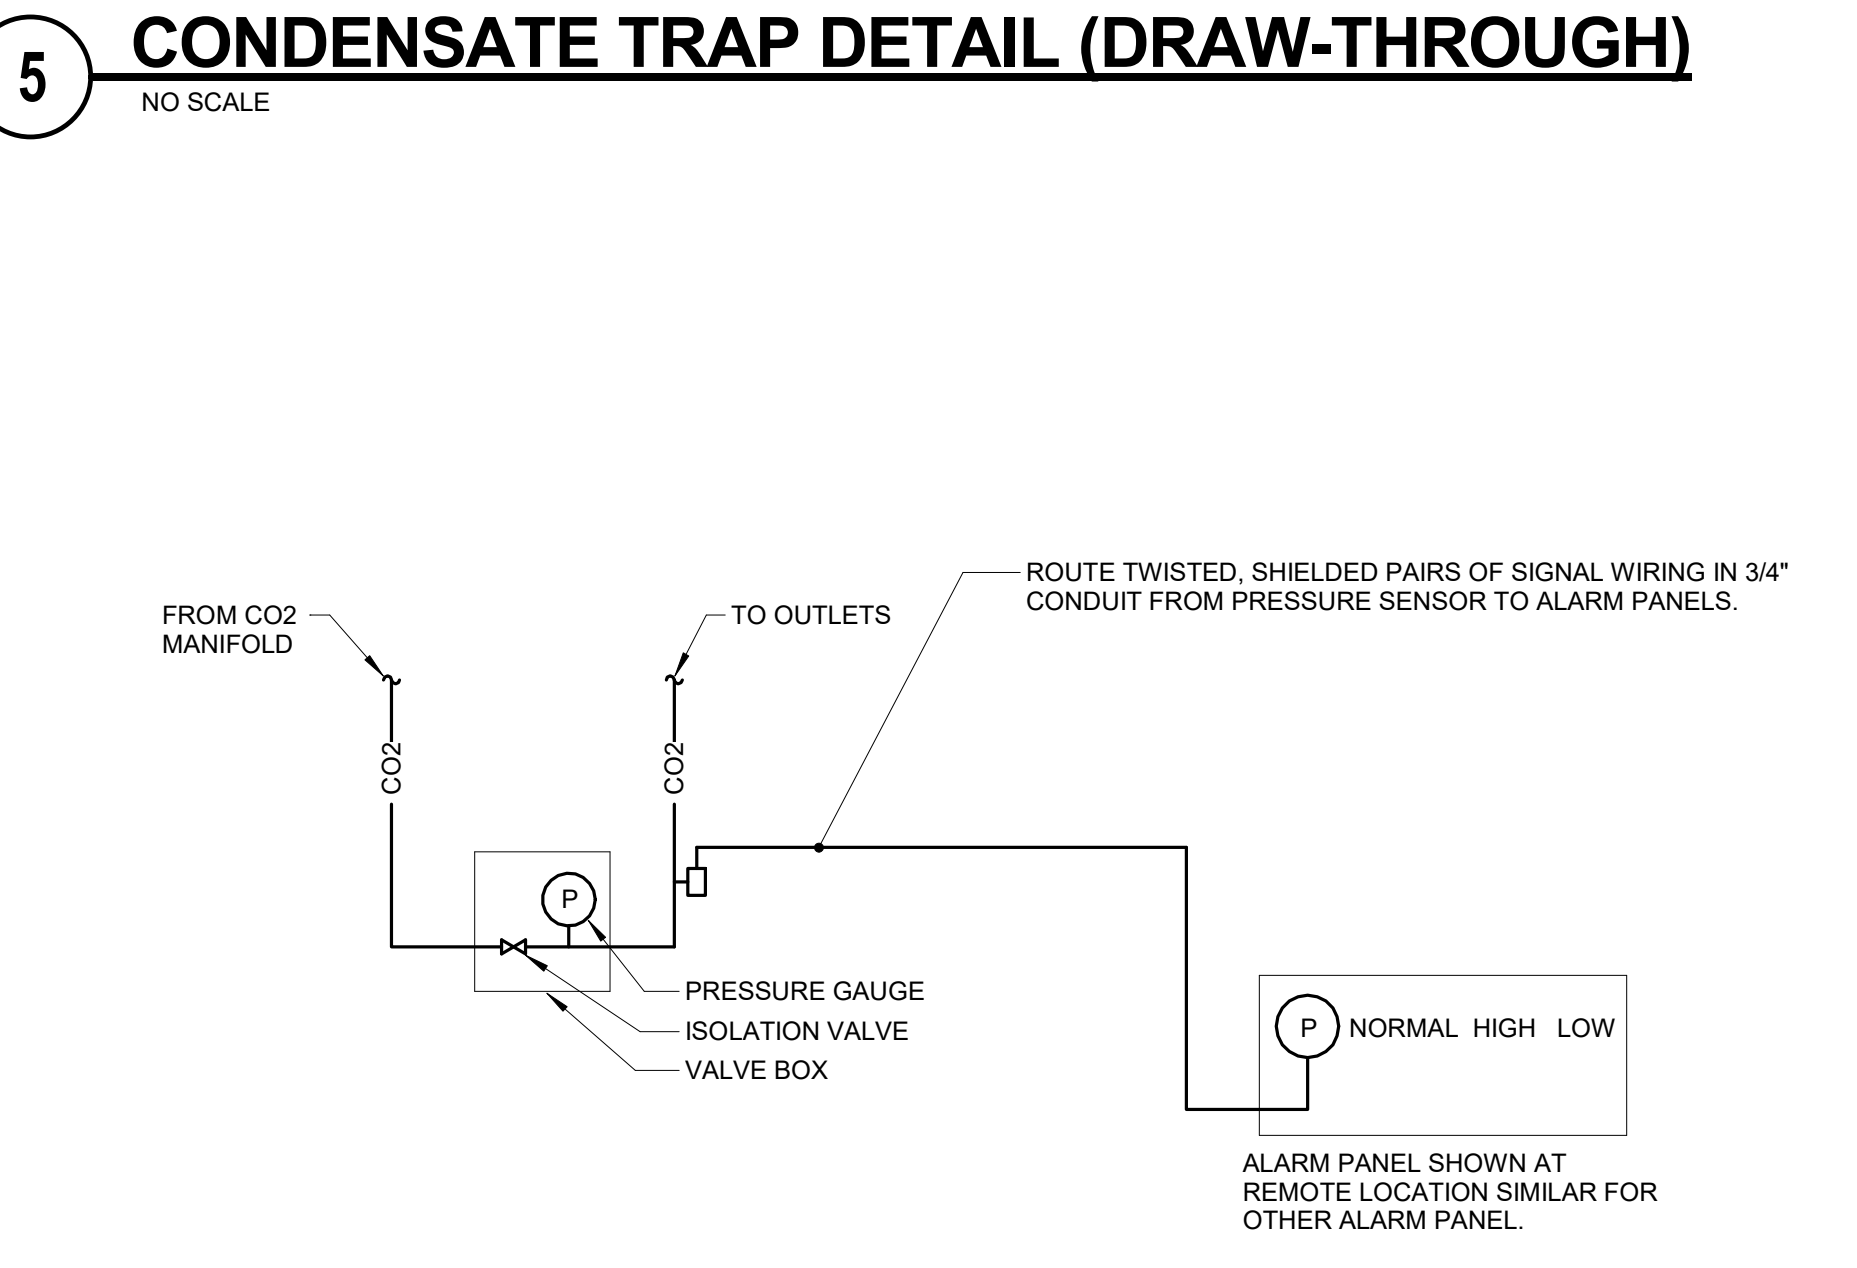 5
CONDENSATE TRAP DETAIL (DRAW-THROUGH)
NO SCALE
ROUTE TWISTED, SHIELDED PAIRS OF SIGNAL WIRING IN 3/4"
CONDUIT FROM PRESSURE SENSOR TO ALARM PANELS.
FROM CO2
MANIFOLD
TO OUTLETS
CO2
CO2
P
PRESSURE GAUGE
ISOLATION VALVE
VALVE BOX
P NORMAL HIGH LOW
ALARM PANEL SHOWN AT
REMOTE LOCATION SIMILAR FOR
OTHER ALARM PANEL.